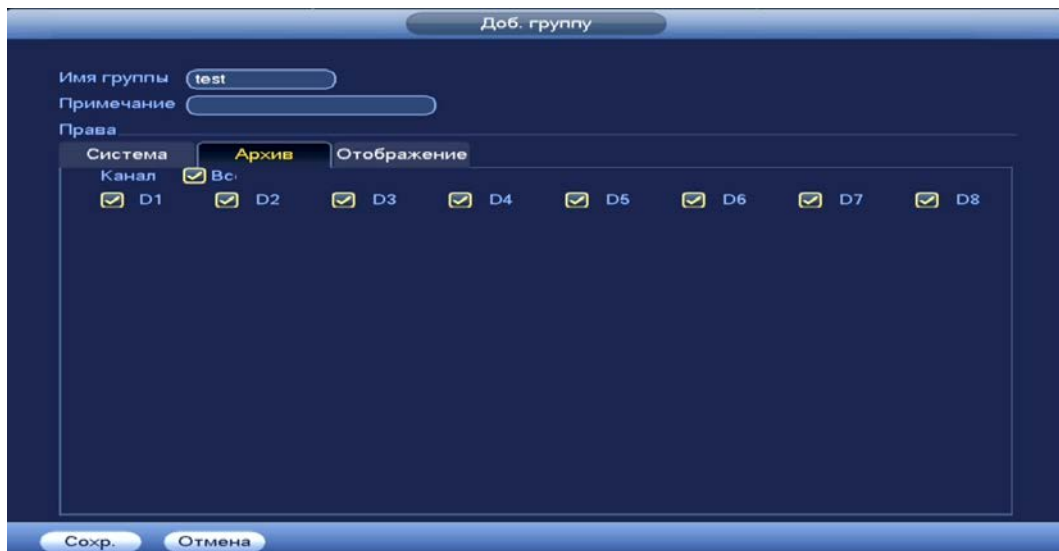 Доб. группу
Имя группы test
Примечание
Права
Система Архив Отображение
Канал
D1 D2 D3 D4 D5 D6 D7 D8
Сохр. Отмена